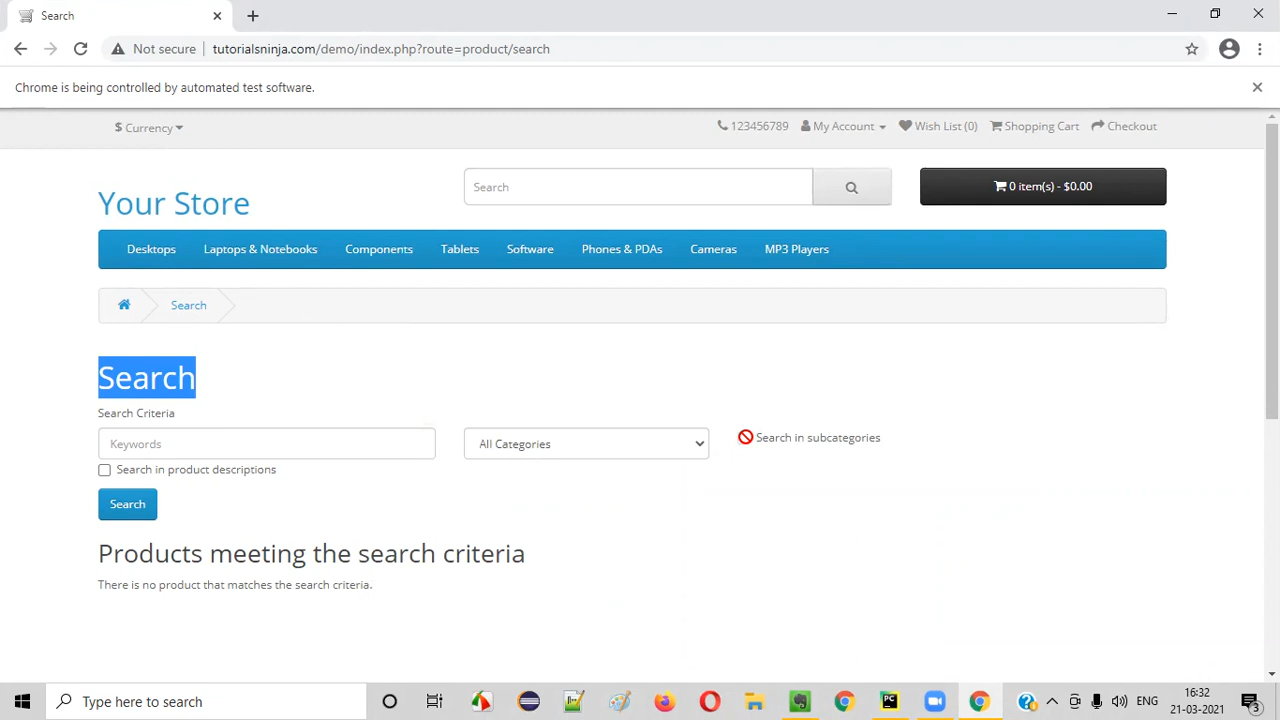 Search
Not secure
tutorialsninja.com/demo/index.php?route=product/search
Chrome is being controlled by automated test software.
$ Currency
123456789
My Account
Wish List (0)
Shopping Cart
Checkout
Your Store
Search
0 item(s) - $0.00
Desktops
Laptops & Notebooks
Components
Tablets
Software
Phones & PDAs
Cameras
MP3 Players
Search
Search
Search Criteria
Keywords
All Categories
Search in subcategories
Search in product descriptions
Search
Products meeting the search criteria
There is no product that matches the search criteria.
Type here to search
PC
ENG
16:32
21-03-2021
3